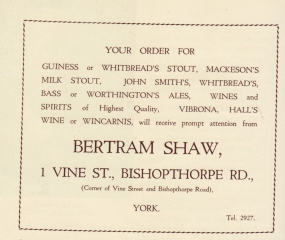 YOUR ORDER FOR
GUINESS or WHITBREAD'S STOUT, MACKESON'S
MILK STOUT, JOHN SMITH'S, WHITBREAD'S,
BASS or WORTHINGTON'S ALES, WINES and
SPIRITS of Highest Quality, VIBRONA, HALL'S
WINE or WINCARNIS, will receive prompt attention from
BERTRAM SHAW,
1 VINE ST., BISHOPTHORPE RD.,
(Corner of Vine Street and Bishopthorpe Road),
YORK.
Tel. 2927.